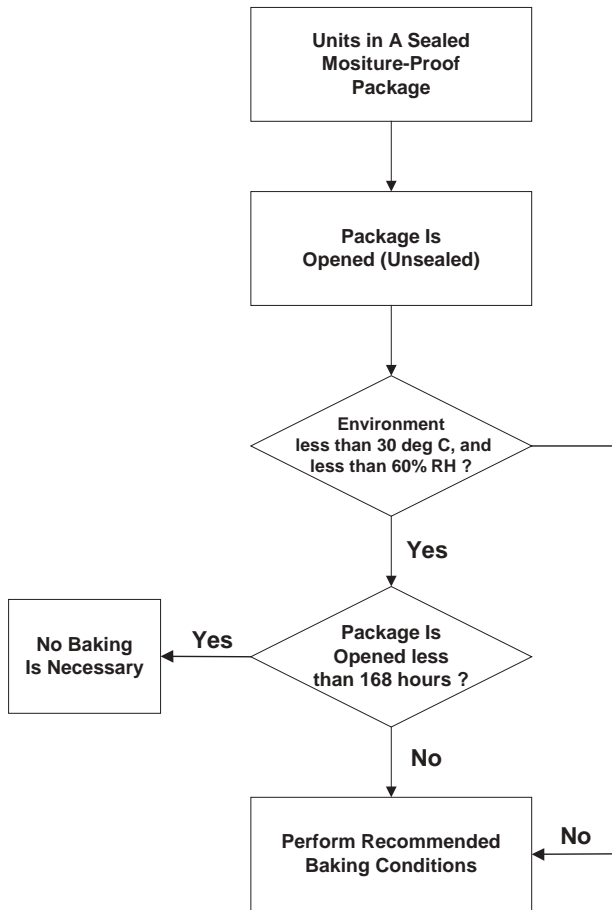 Units in A Sealed
Mositure-Proof
Package
Package Is
Opened (Unsealed)
Environment
less than 30 deg C, and
less than 60% RH ?
Yes
No Baking
Is Necessary
Yes
Package Is
Opened less
than 168 hours ?
No
Perform Recommended
Baking Conditions
No